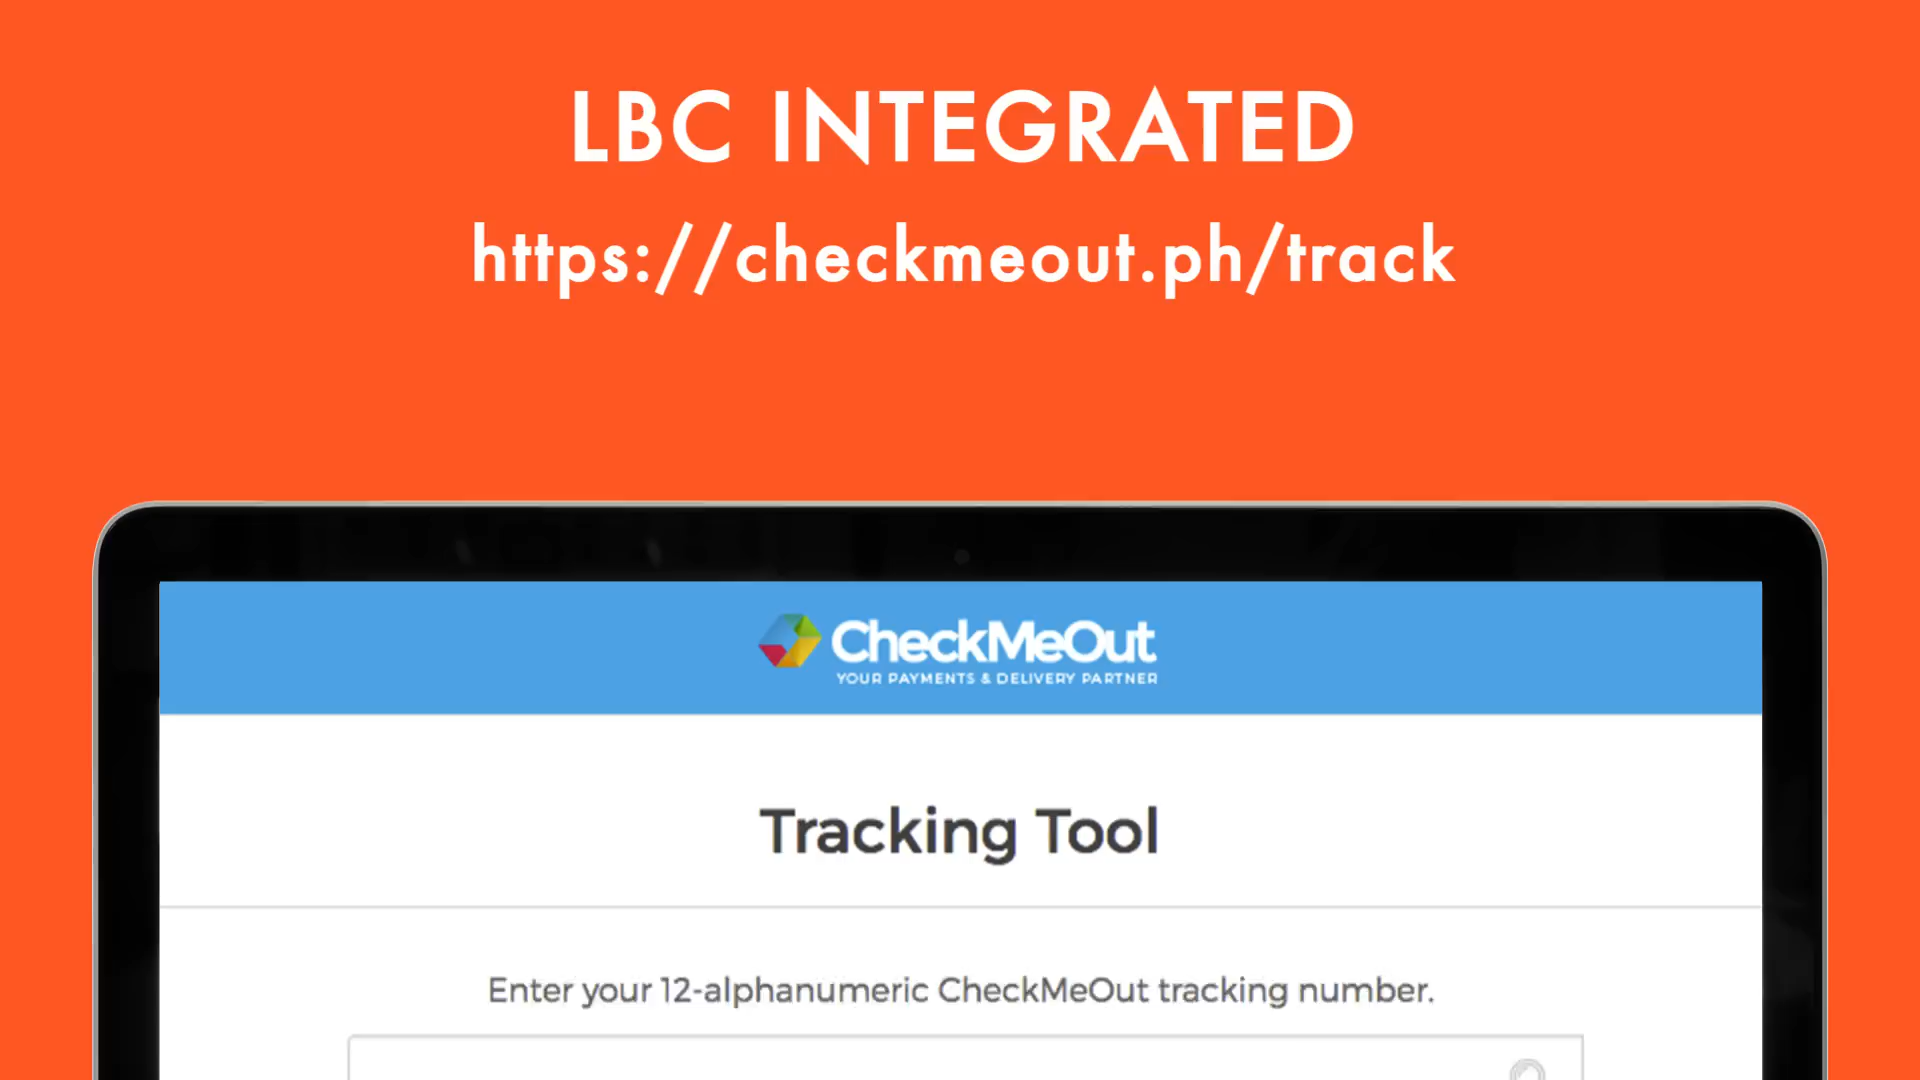 LBC INTEGRATED
https://checkmeout.ph/track
CheckMeOut
YOUR PAYMENTS & DELIVERY PARTNER
Tracking Tool
Enter your 12-alphanumeric CheckMeOut tracking number.